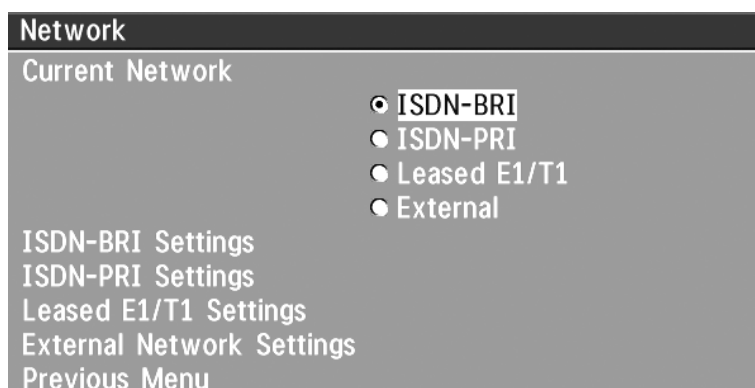 Network
Current Network
ISDN-BRI
ISDN-PRI
Leased E1/T1
External
ISDN-BRI Settings
ISDN-PRI Settings
Leased E1/T1 Settings
External Network Settings
Previous Menu